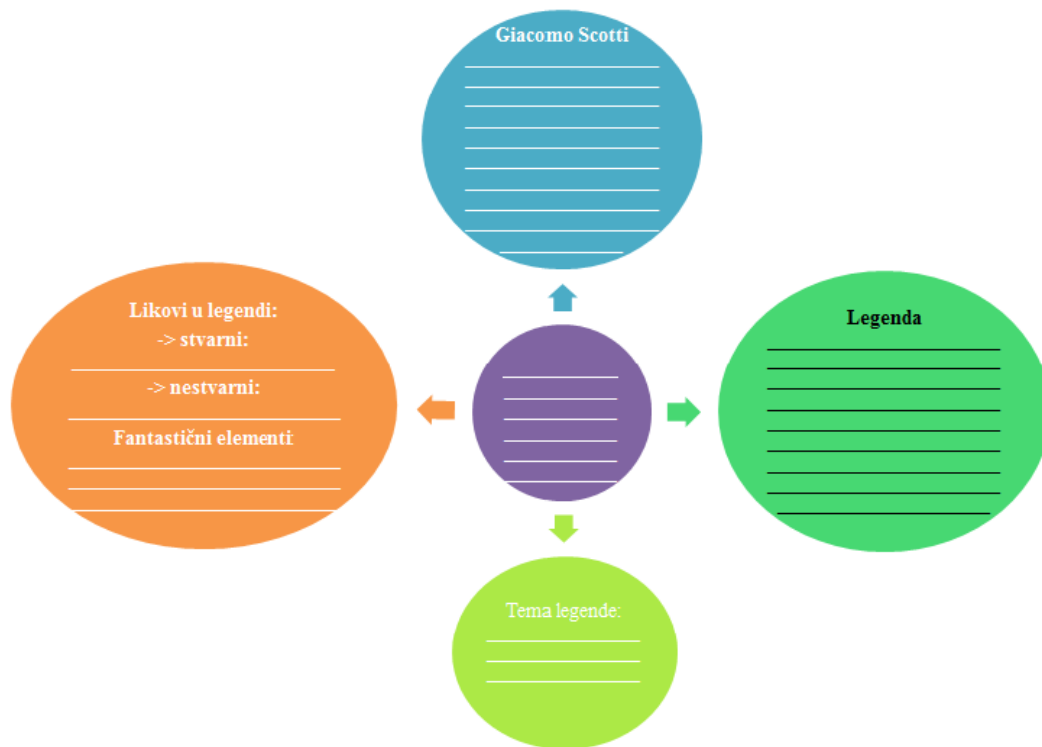 Giacomo Scotti
Likovi u legendi:
-> stvarni:
-> nestvarni:
Fantastični elementi
Legenda
Tema legende: